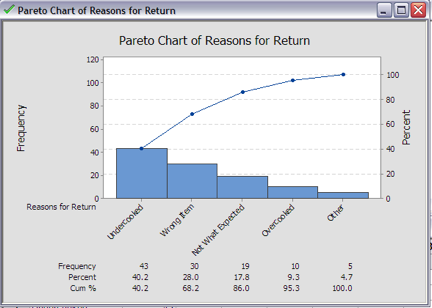 Pareto Chart of Reasons for Return
Pareto Chart of Reasons for Return
Frequency
120
100
80
60
40
20
0
Percent
100
80
60
40
20
0
Reasons for Return
Undercooked
Wrong Item
Not What Expected
Overcooked
Other
Frequency 43 30 19 10 5
Percent 40.2 28.0 17.8 9.3 4.7
Cum % 40.2 68.2 86.0 95.3 100.0